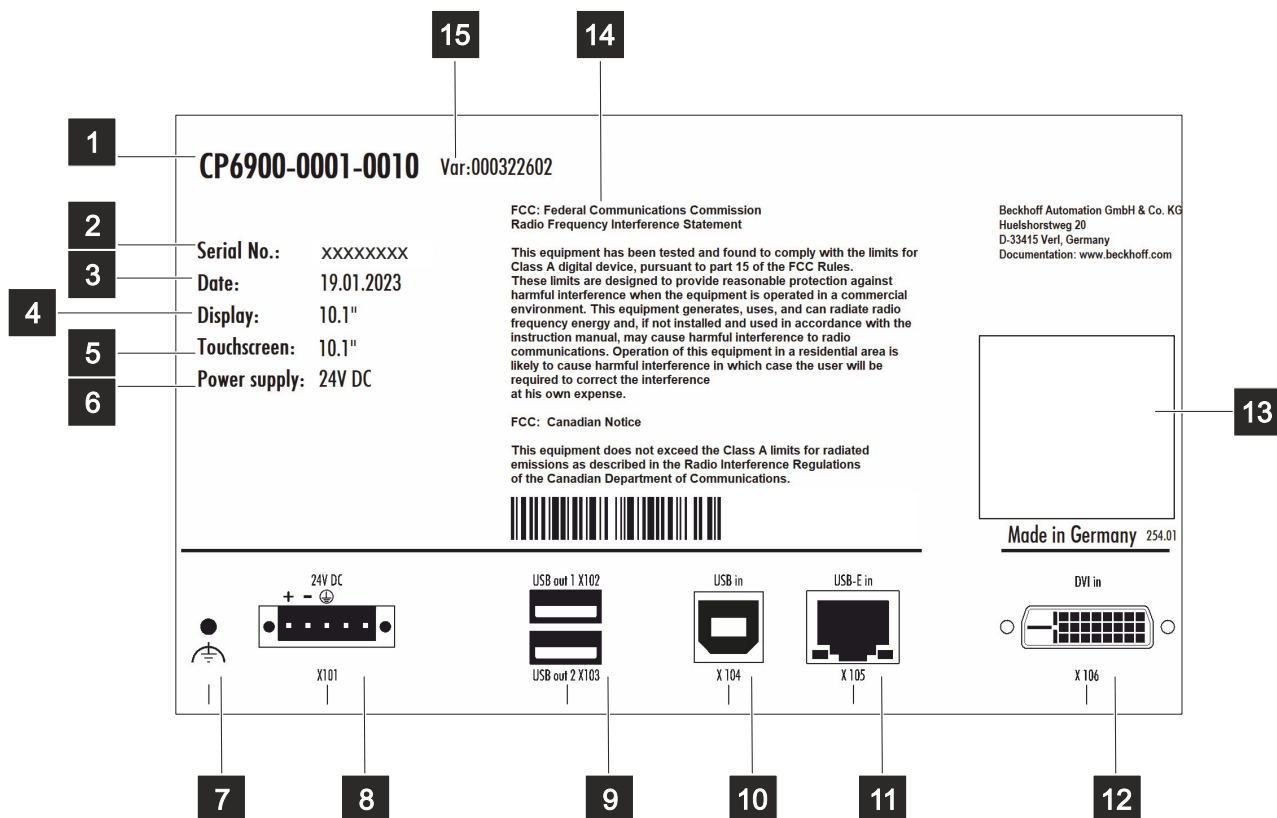 15
14
1
CP6900-0001-0010
Var:000322602
2
Serial No.: XXXXXXXX
3
Date: 19.01.2023
4
Display: 10.1"
5
Touchscreen: 10.1"
6
Power supply: 24V DC
FCC: Federal Communications Commission
Radio Frequency Interference Statement
This equipment has been tested and found to comply with the limits for
Class A digital device, pursuant to part 15 of the FCC Rules.
These limits are designed to provide reasonable protection against
harmful interference when the equipment is operated in a commercial
environment. This equipment generates, uses, and can radiate radio
frequency energy and, if not installed and used in accordance with the
instruction manual, may cause harmful interference to radio
communications. Operation of this equipment in a residential area is
likely to cause harmful interference in which case the user will be
required to correct the interference
at his own expense.
FCC: Canadian Notice
This equipment does not exceed the Class A limits for radiated
emissions as described in the Radio Interference Regulations
of the Canadian Department of Communications.
Beckhoff Automation GmbH & Co. KG
Huelshorstweg 20
D-33415 Verl, Germany
Documentation: www.beckhoff.com
13
Made in Germany 254.01
24V DC
+ -
X101
USB out 1 X102
USB out 2 X103
USB in
X 104
USB-E in
X 105
DVI in
X 106
7
8
9
10
11
12